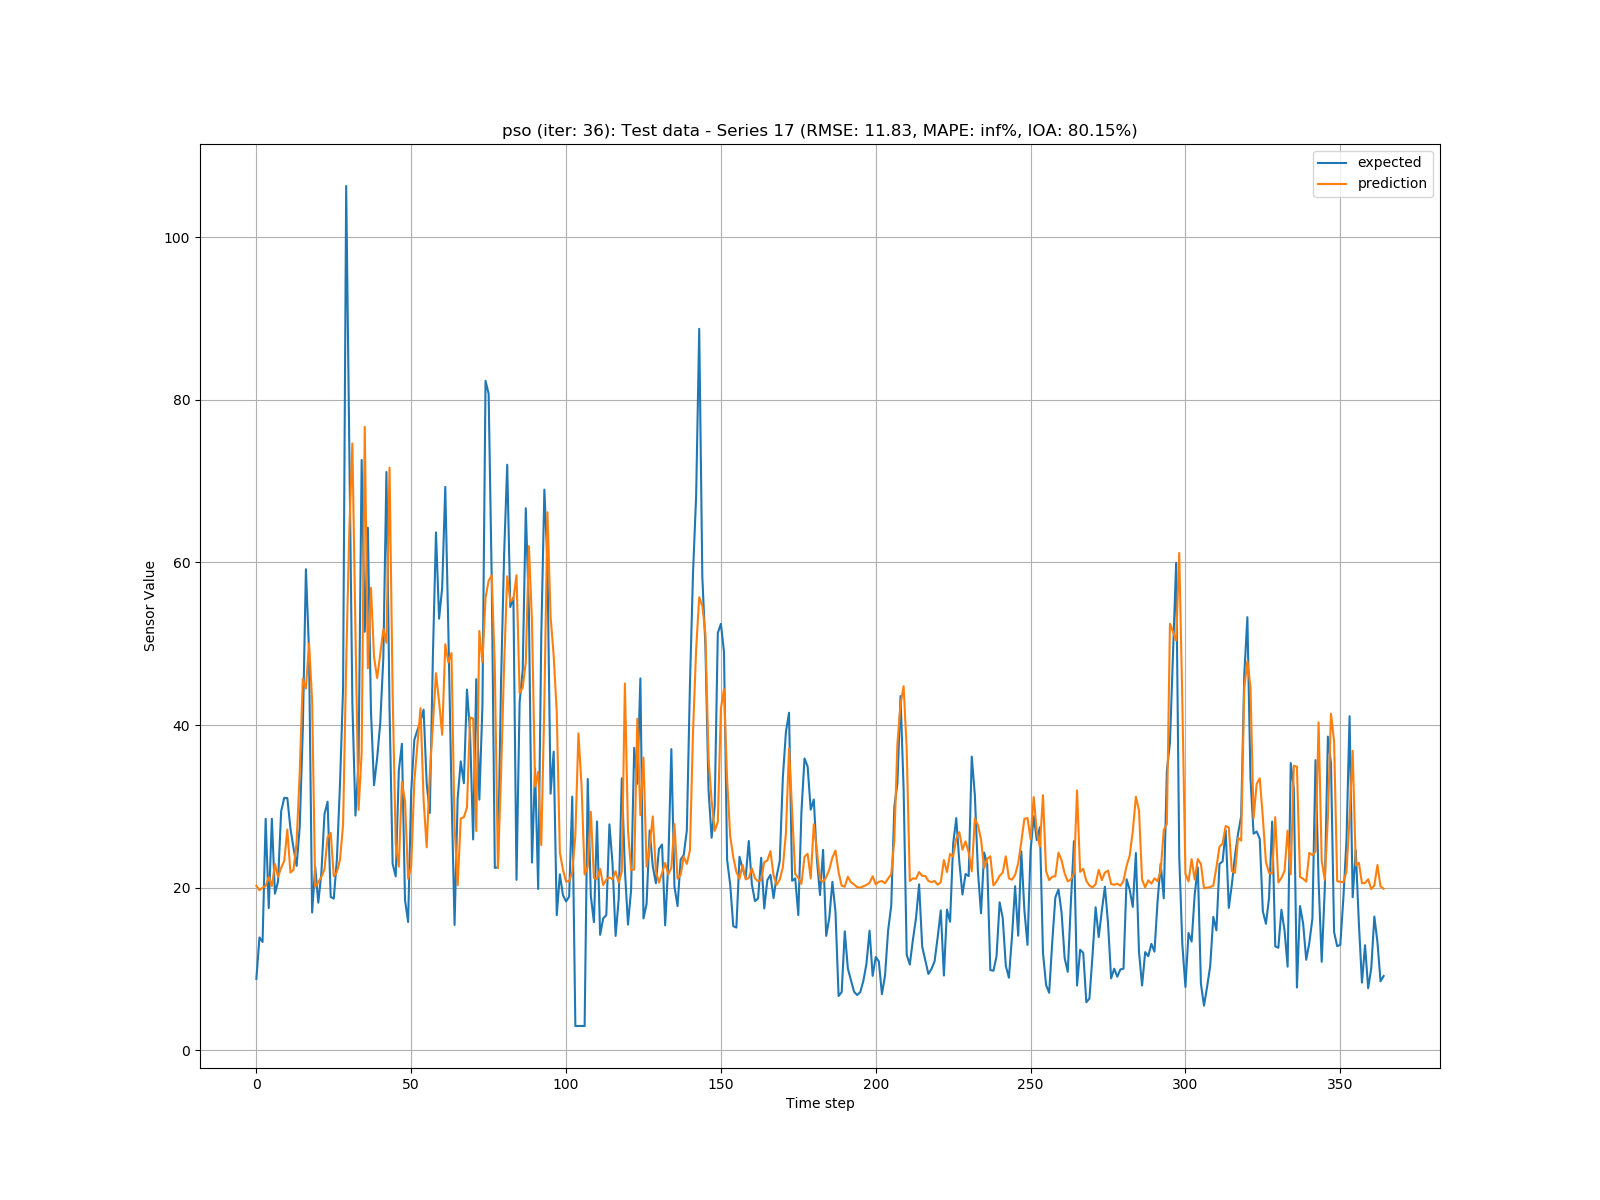 pso (iter: 36): Test data - Series 17 (RMSE: 11.83, MAPE: inf%, IOA: 80.15%)
expected
prediction
100
80
60
40
20
0
Sensor Value
0 50 100 150 200 250 300 350
Time step